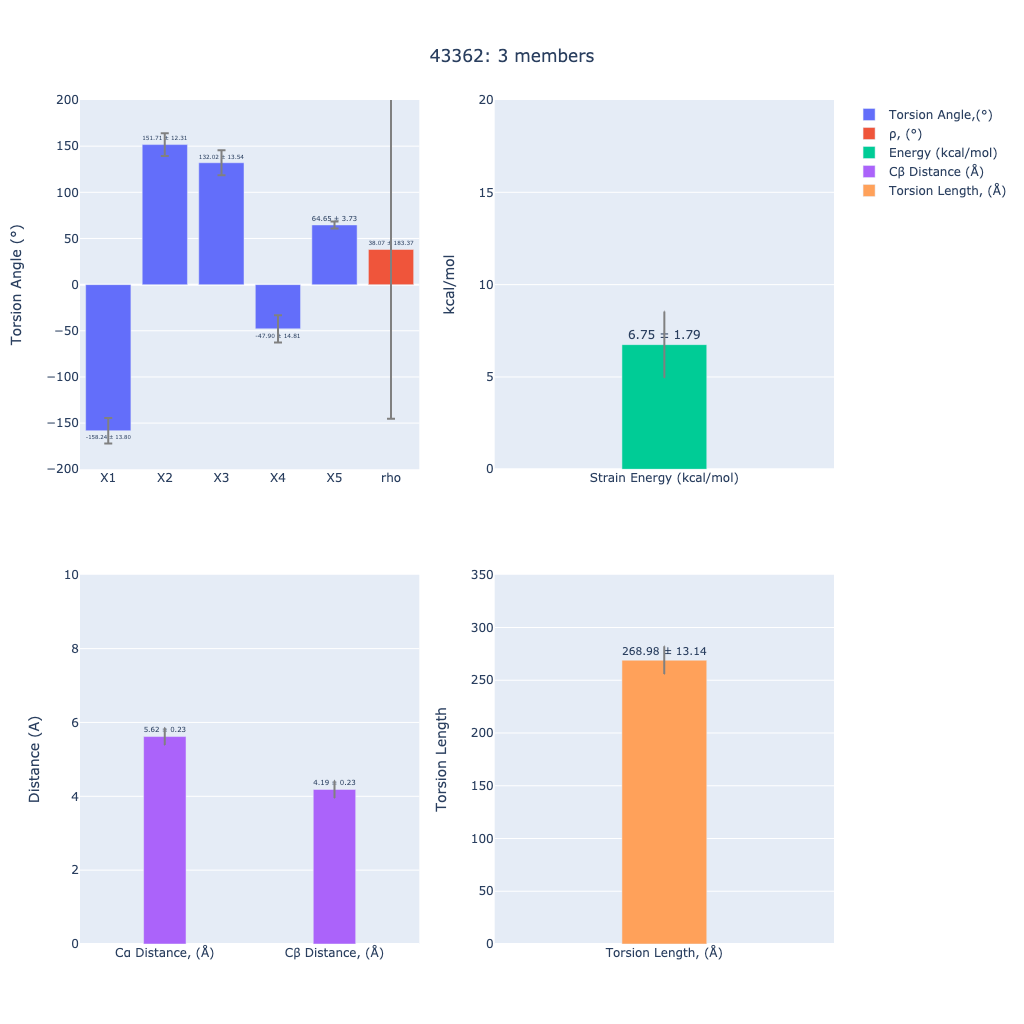 43362: 3 members
Torsion Angle (°)
200
150
100
50
0
−50
−100
−150
−200
-158.24 ± 13.80
151.71 ± 12.31
132.02 ± 13.54
-47.90 ± 14.81
64.65 ± 3.73
38.07 ± 183.37
X1 X2 X3 X4 X5 rho
kcal/mol
20
15
10
5
0
6.75 ± 1.79
Strain Energy (kcal/mol)
Torsion Angle,(°)
ρ, (°)
Energy (kcal/mol)
Cβ Distance (Å)
Torsion Length, (Å)
Distance (A)
10
8
6
4
2
0
5.62 ± 0.23
4.19 ± 0.23
Cα Distance, (Å) Cβ Distance, (Å)
Torsion Length
350
300
250
200
150
100
50
0
268.98 ± 13.14
Torsion Length, (Å)